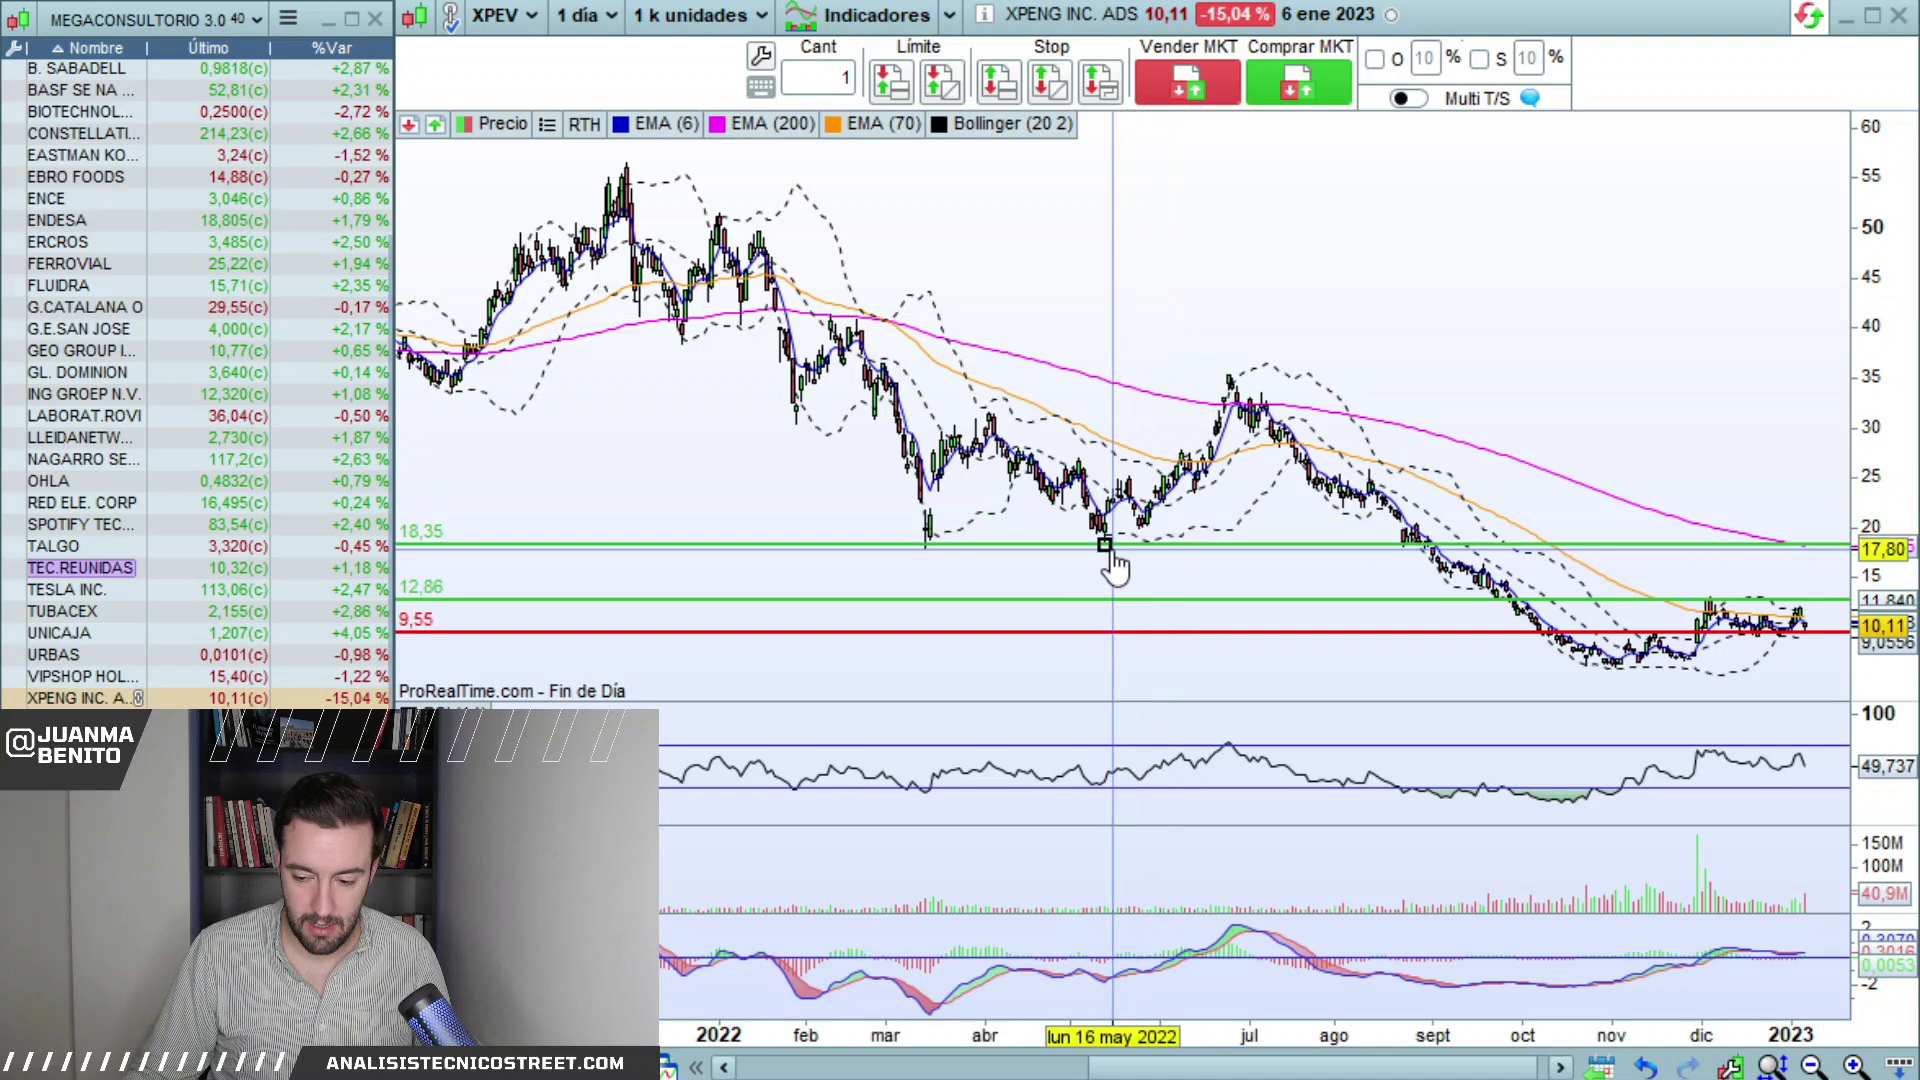 MEGACONSULTORIO 3.0 40
XPEV
1 día
1 k unidades
Indicadores
XPENG INC. ADS 10,11 -15,04 % 6 ene 2023
Nombre Último %Var
B. SABADELL 0,9818(c) +2,87 %
BASF SE NA ... 52,81(c) +2,31 %
BIOTECHNOL... 0,2500(c) -2,72 %
CONSTELLATI... 214,23(c) +2,66 %
EASTMAN KO... 3,24(c) -1,52 %
EBRO FOODS 14,88(c) -0,27 %
ENCE 3,046(c) +0,86 %
ENDESA 18,805(c) +1,79 %
ERCROS 3,485(c) +2,50 %
FERROVIAL 25,22(c) +1,94 %
FLUIDRA 15,71(c) +2,35 %
G.CATALANA O 29,55(c) -0,17 %
G.E.SAN JOSE 4,000(c) +2,17 %
GEO GROUP I... 10,77(c) +0,65 %
GL. DOMINION 3,640(c) +0,14 %
ING GROEP N.V. 12,320(c) +1,08 %
LABORAT.ROVI 36,04(c) -0,50 %
LLEIDANETW... 2,730(c) +1,87 %
NAGARRO SE... 117,2(c) +2,63 %
OHLA 0,4832(c) +0,79 %
RED ELE. CORP 16,495(c) +0,24 %
SPOTIFY TEC... 83,54(c) +2,40 %
TALGO 3,320(c) -0,45 %
TEC.REUNIDAS 10,32(c) +1,18 %
TESLA INC. 113,06(c) +2,47 %
TUBACEX 2,155(c) +2,86 %
UNICAJA 1,207(c) +4,05 %
URBAS 0,0101(c) -0,98 %
VIPSHOP HOL... 15,40(c) -1,22 %
XPENG INC. A.. 10,11(c) -15,04 %
Cant Límite Stop Vender MKT Comprar MKT
1
O 10 % S 10 %
Multi T/S
Precio RTH EMA (6) EMA (200) EMA (70) Bollinger (20 2)
60
55
50
45
40
35
30
25
20
17,80
15
11,840
10,11
9,0556
18,35
12,86
9,55
ProRealTime.com - Fin de Día
100
49,737
150M
100M
40,9M
2
0,3016
0,0053
-2
2022 feb mar abr lun 16 may 2022 jul ago sept oct nov dic 2023
@JUANMA
BENITO
ANALISISTECNICOSTREET.COM